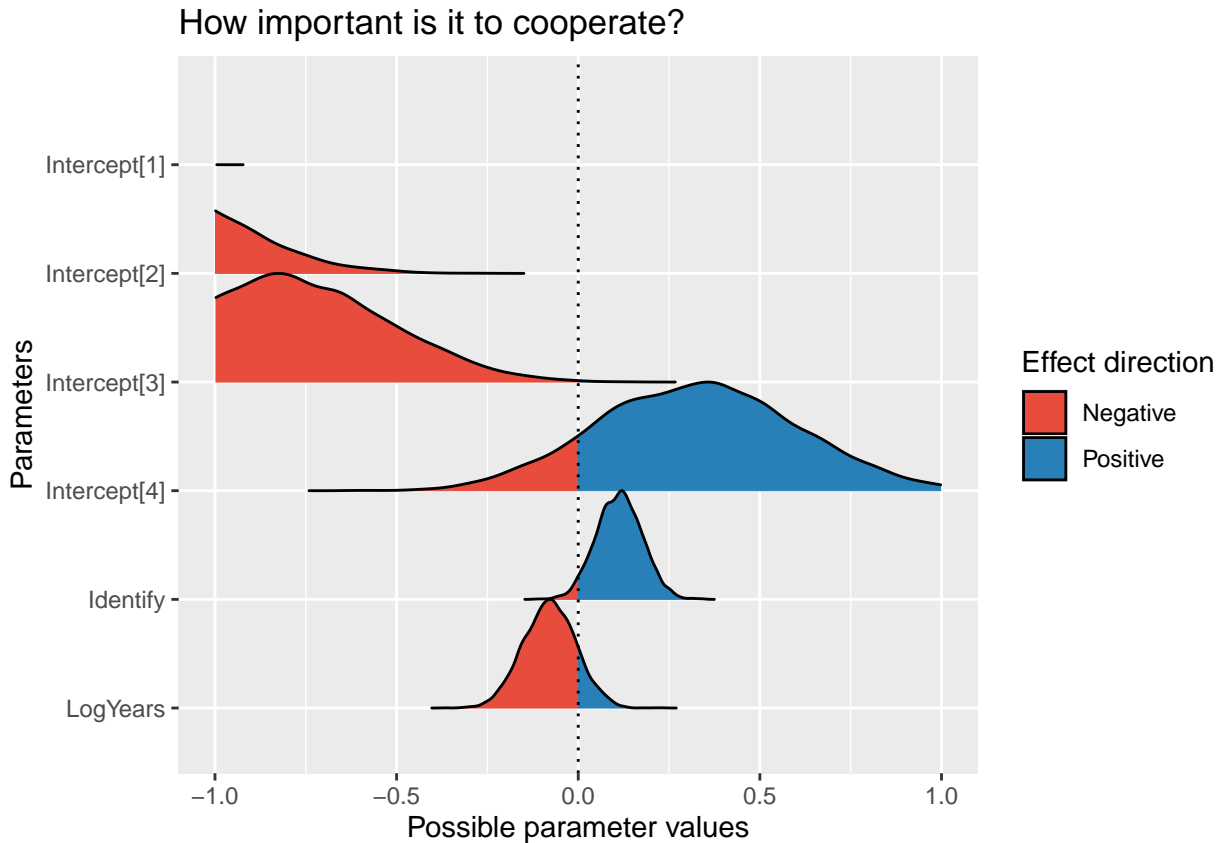 How important is it to cooperate?
Intercept[1]
Intercept[2]
Intercept[3]
Intercept[4]
Identify
LogYears
Parameters
−1.0
−0.5
0.0
0.5
1.0
Possible parameter values
Effect direction
Negative
Positive